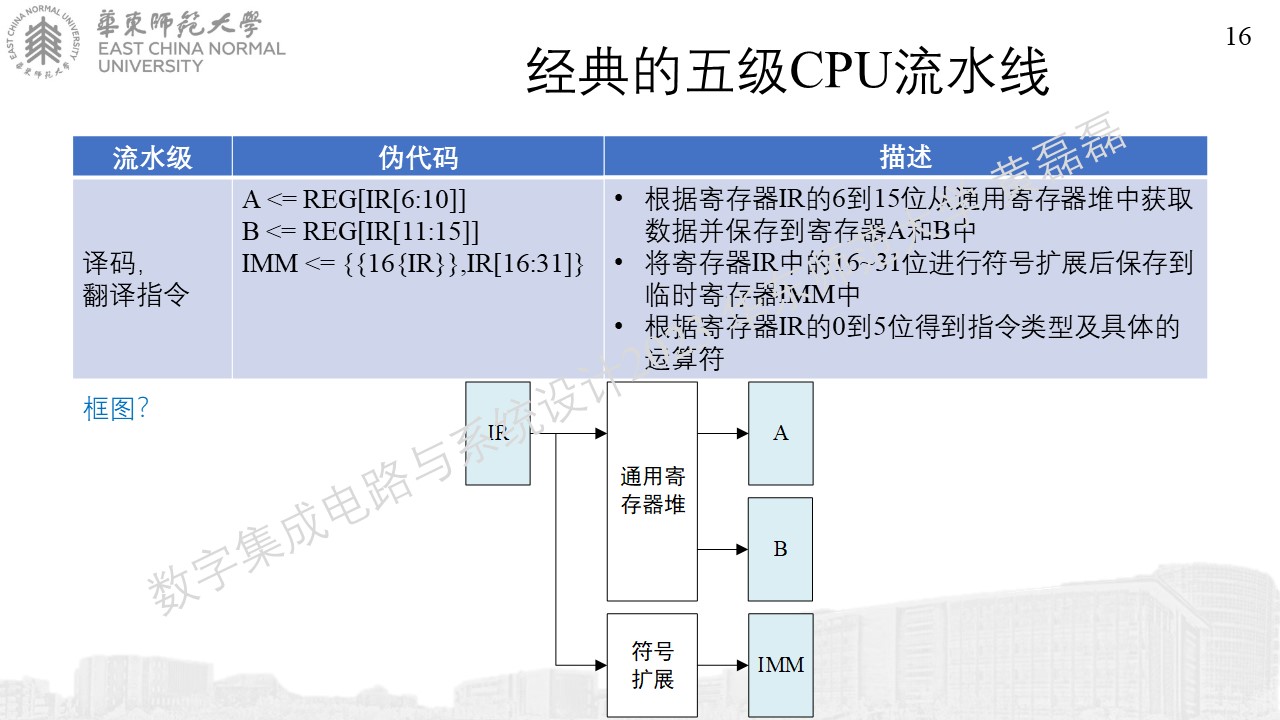 華東師范大學
EAST CHINA NORMAL
UNIVERSITY
EAST CHINA NORMAL UNIVERSITY
華東師范大學
16
经典的五级CPU流水线
流水级
伪代码
描述
译码，
翻译指令
A <= REG[IR[6:10]]
B <= REG[IR[11:15]]
IMM <= {{16{IR}},IR[16:31]}
• 根据寄存器IR的6到15位从通用寄存器堆中获取
数据并保存到寄存器A和B中
• 将寄存器IR中的16~31位进行符号扩展后保存到
临时寄存器IMM中
• 根据寄存器IR的0到5位得到指令类型及具体的
运算符
框图？
IR
通用寄
存器堆
A
B
符号
扩展
IMM
数字集成电路与系统设计 黄磊磊